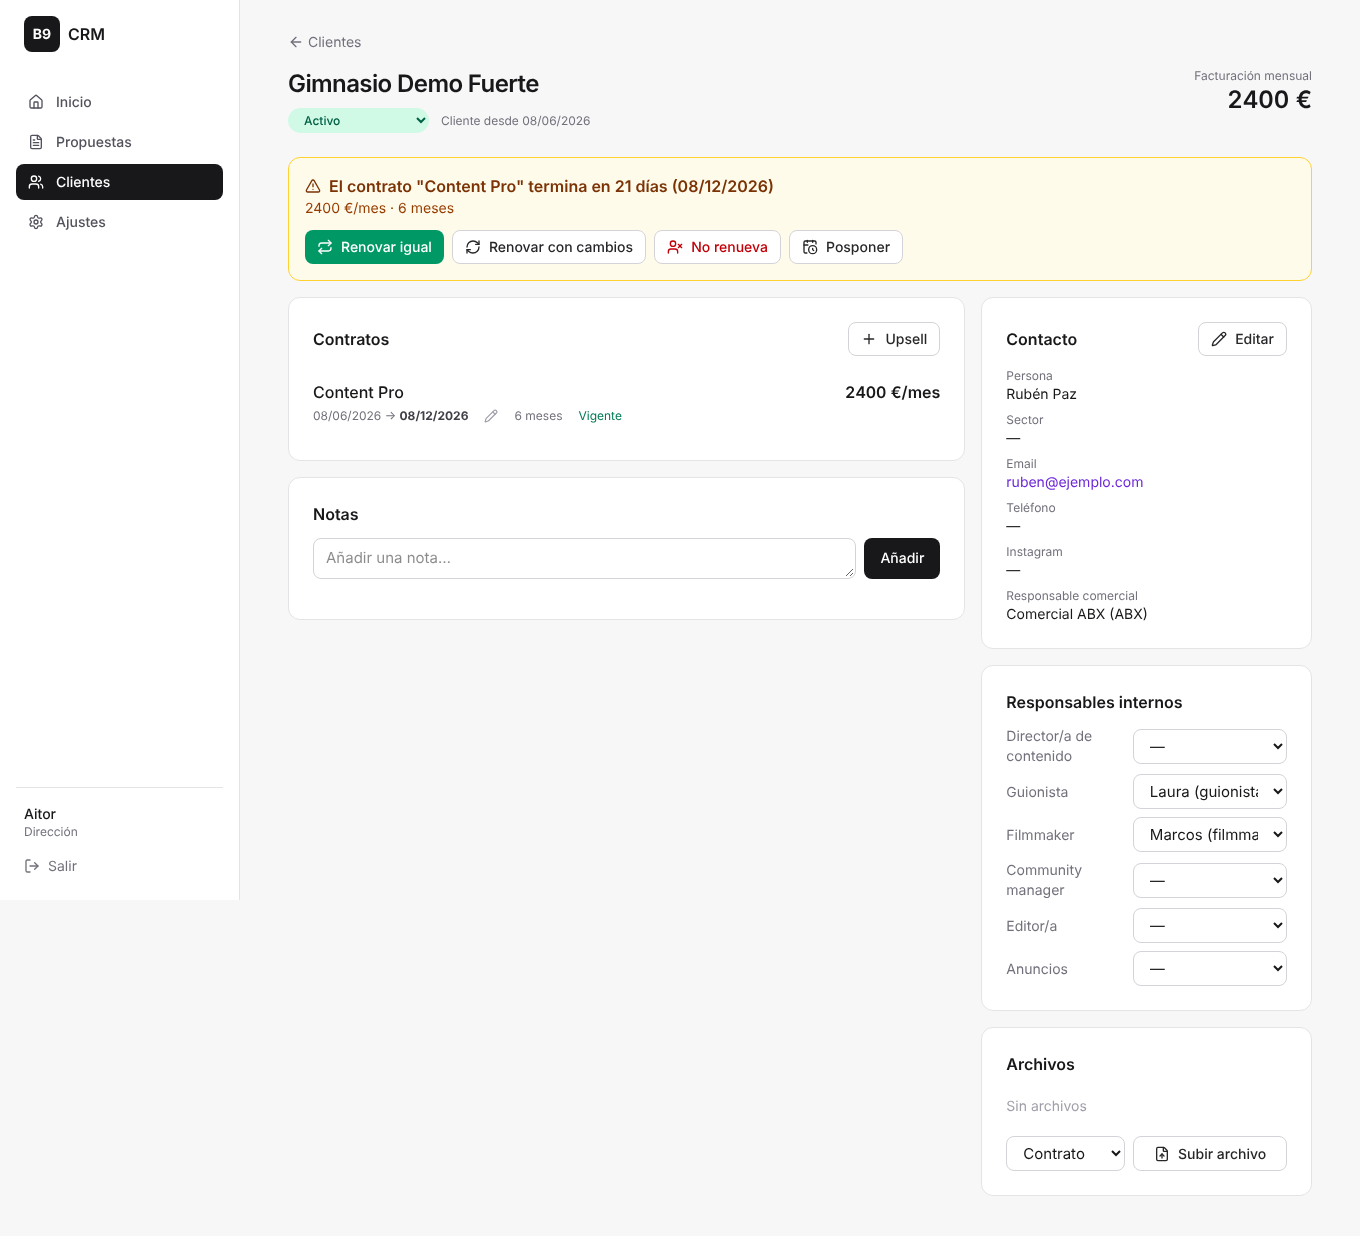 B9 CRM
Inicio
Propuestas
Clientes
Ajustes
Aitor
Dirección
Salir
Clientes
Gimnasio Demo Fuerte
Activo
Cliente desde 08/06/2026
Facturación mensual
2400 €
El contrato "Content Pro" termina en 21 días (08/12/2026)
2400 €/mes · 6 meses
Renovar igual
Renovar con cambios
No renueva
Posponer
Contratos
Upsell
Content Pro
2400 €/mes
08/06/2026 → 08/12/2026
6 meses
Vigente
Notas
Añadir una nota...
Añadir
Contacto
Editar
Persona
Rubén Paz
Sector
—
Email
ruben@ejemplo.com
Teléfono
—
Instagram
—
Responsable comercial
Comercial ABX (ABX)
Responsables internos
Director/a de
contenido
—
Guionista
Laura (guionista
Filmmaker
Marcos (filmma
Community
manager
—
Editor/a
—
Anuncios
—
Archivos
Sin archivos
Contrato
Subir archivo